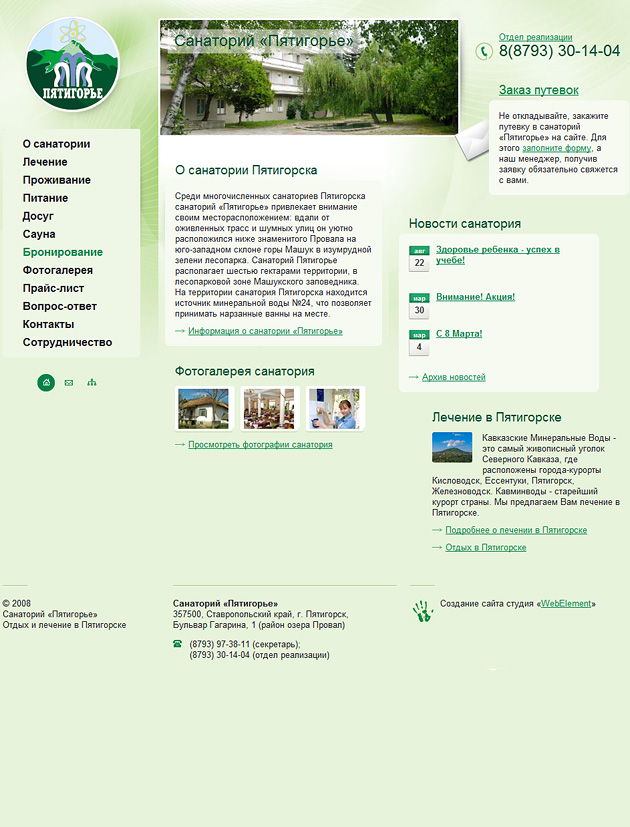 ПЯТИГОРЬЕ
Санаторий «Пятигорье»
Отдел реализации
8(8793) 30-14-04
Заказ путевок
Не откладывайте, закажите
путевку в санаторий
«Пятигорье» на сайте. Для
этого заполните форму, а
наш менеджер, получив
заявку обязательно свяжется
с вами.
О санатории
Лечение
Проживание
Питание
Досуг
Сауна
Бронирование
Фотогалерея
Прайс-лист
Вопрос-ответ
Контакты
Сотрудничество
О санатории Пятигорска
Среди многочисленных санаториев Пятигорска
санаторий «Пятигорье» привлекает внимание
своим месторасположением: вдали от
оживленных трасс и шумных улиц он уютно
расположился ниже знаменитого Провала на
юго-западном склоне горы Машук в изумрудной
зелени лесопарка. Санаторий Пятигорье
располагает шестью гектарами территории, в
лесопарковой зоне Машукского заповедника.
На территории санатория Пятигорска находится
источник минеральной воды №24, что позволяет
принимать нарзанные ванны на месте.
Информация о санатории «Пятигорье»
Фотогалерея санатория
Просмотреть фотографии санатория
Новости санатория
авг
22
Здоровье ребенка - успех в
учебе!
мар
30
Внимание! Акция!
мар
4
С 8 Марта!
Архив новостей
Лечение в Пятигорске
Кавказские Минеральные Воды -
это самый живописный уголок
Северного Кавказа, где
расположены города-курорты
Кисловодск, Ессентуки, Пятигорск,
Железноводск. Кавминводы - старейший
курорт страны. Мы предлагаем Вам лечение в
Пятигорске.
Подробнее о лечении в Пятигорске
Отдых в Пятигорске
© 2008
Санаторий «Пятигорье»
Отдых и лечение в Пятигорске
Санаторий «Пятигорье»
357500, Ставропольский край, г. Пятигорск,
Бульвар Гагарина, 1 (район озера Провал)
(8793) 97-38-11 (секретарь);
(8793) 30-14-04 (отдел реализации)
Создание сайта студия «WebElement»